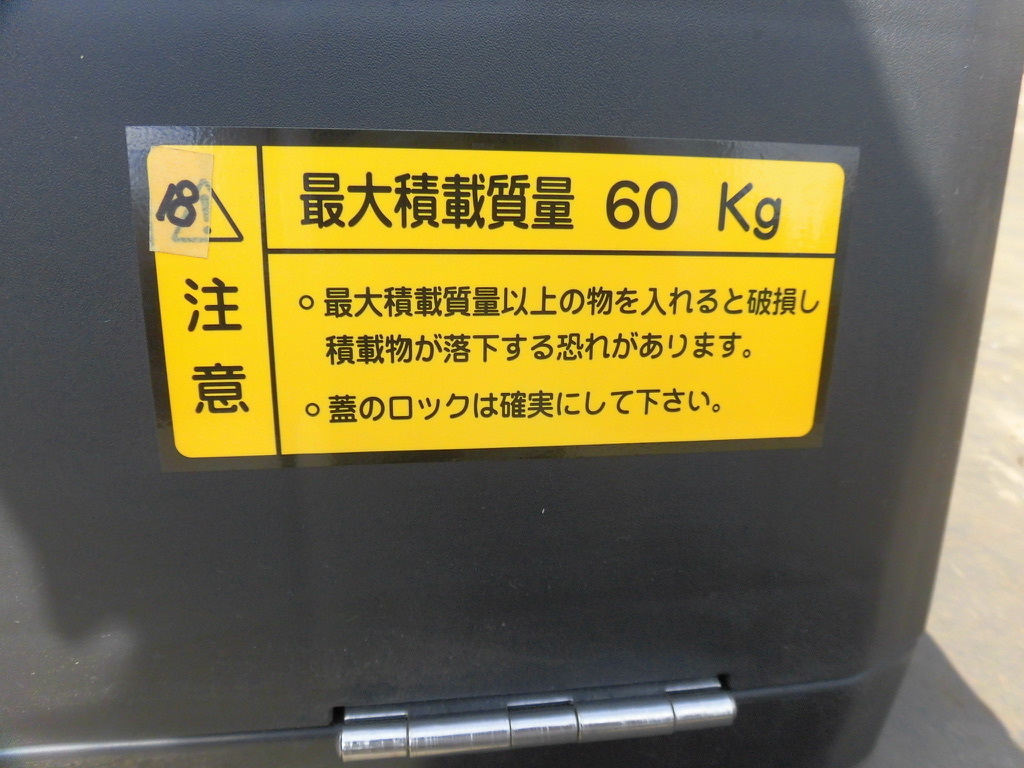 18
注意
最大積載質量 60 Kg
○最大積載質量以上の物を入れると破損し
積載物が落下する恐れがあります。
○蓋のロックは確実にして下さい。